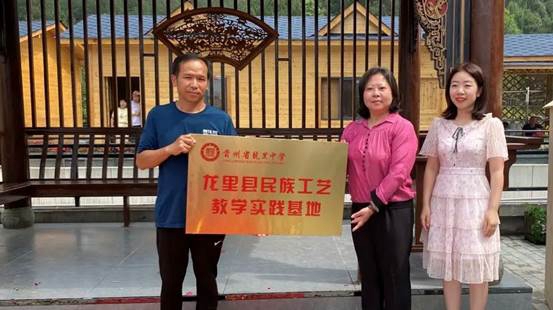 贵州省龙里中学
龙里县民族工艺
教学实践基地